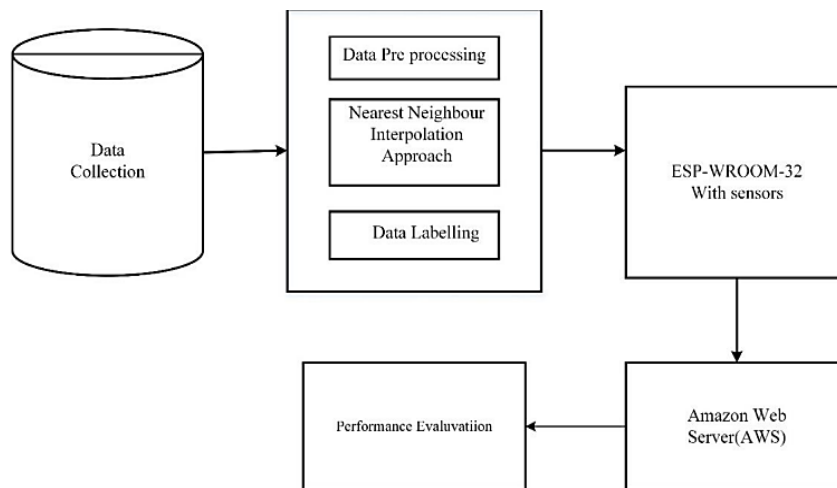 Data
Collection
Data Pre processing
Nearest Neighbour
Interpolation
Approach
Data Labelling
ESP-WROOM-32
With sensors
Amazon Web
Server(AWS)
Performance Evaluvatiion